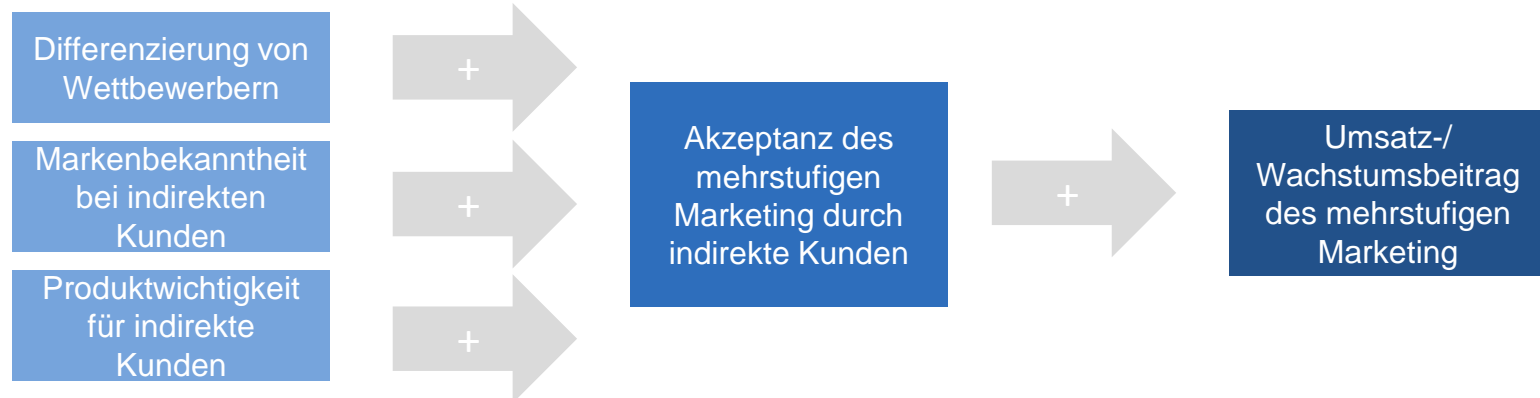 Differenzierung von
Wettbewerbern
+
Markenbekanntheit
bei indirekten
Kunden
+
Produktwichtigkeit
für indirekte
Kunden
+
Akzeptanz des
mehrstufigen
Marketing durch
indirekte Kunden
+
Umsatz-/
Wachstumsbeitrag
des mehrstufigen
Marketing